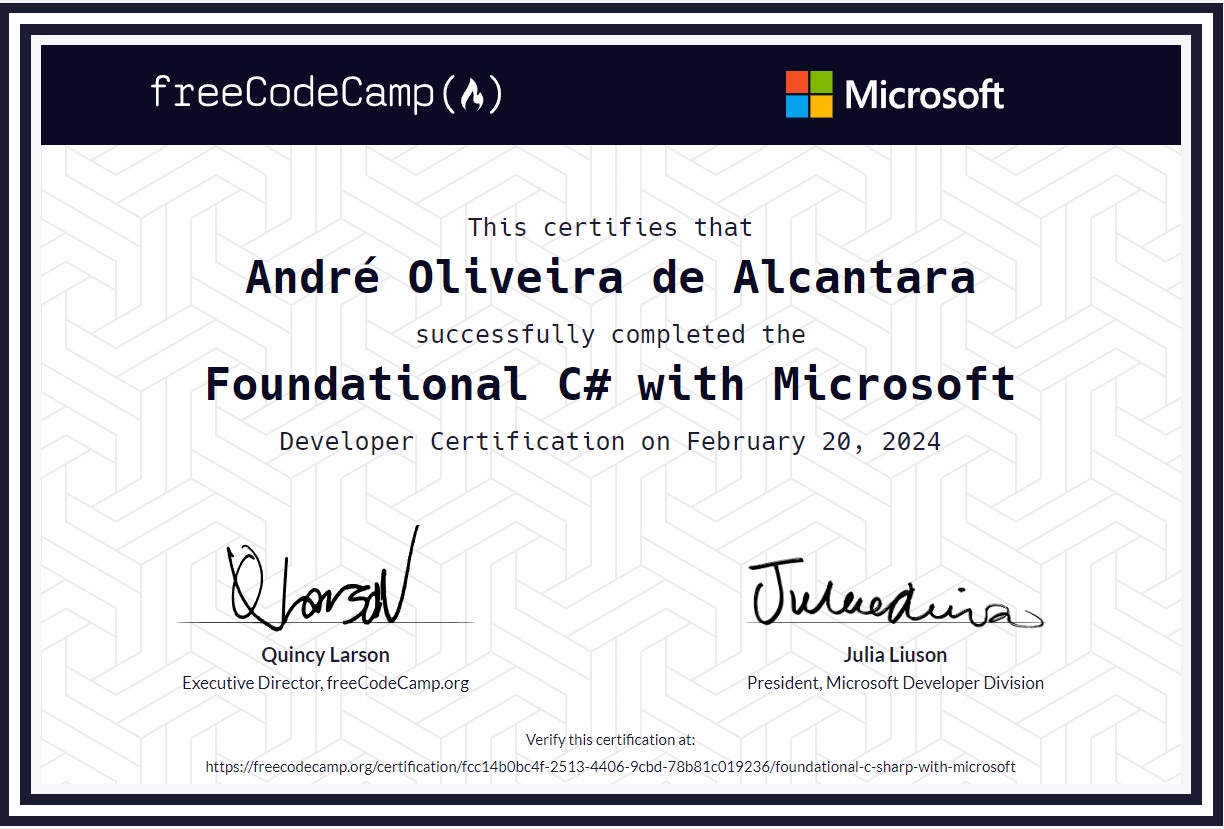 freeCodeCamp
Microsoft
This certifies that
André Oliveira de Alcantara
successfully completed the
Foundational C# with Microsoft
Developer Certification on February 20, 2024
Quincy Larson
Executive Director, freeCodeCamp.org
Julia Liuson
President, Microsoft Developer Division
Verify this certification at:
https://freecodecamp.org/certification/fcc14b0bc4f-2513-4406-9cbd-78b81c019236/foundational-c-sharp-with-microsoft